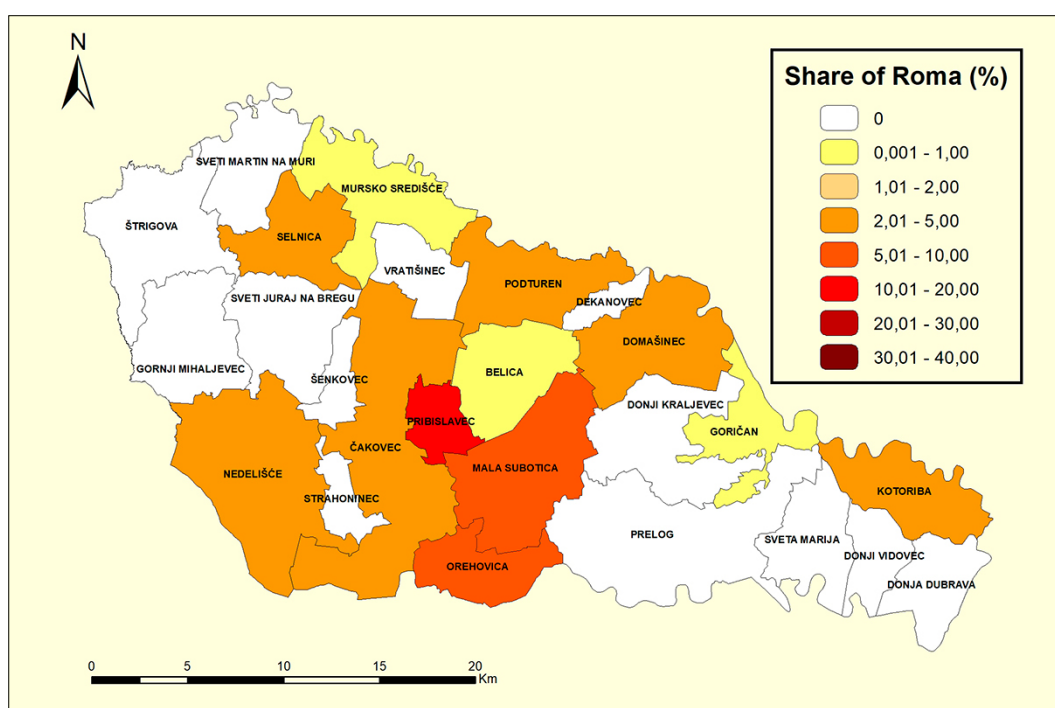 N
Share of Roma (%)
0
0,001 - 1,00
1,01 - 2,00
2,01 - 5,00
5,01 - 10,00
10,01 - 20,00
20,01 - 30,00
30,01 - 40,00
SVETI MARTIN NA MURI
MURSKO SREDIŠĆE
ŠTRIGOVA
SELNICA
VRATIŠINEC
PODTUREN
SVETI JURAJ NA BREGU
DEKANOVEC
DOMAŠINEC
GORNJI MIHALJEVEC
ŠENKOVEC
BELICA
DONJI KRALJEVEC
PRIBISLAVEC
GORIČAN
ČAKOVEC
NEDELIŠĆE
MALA SUBOTICA
STRAHONINEC
KOTORIBA
PRELOG
SVETA MARIJA
DONJI VIDOVEC
OREHOVICA
DONJA DUBRAVA
0 5 10 15 20
Km